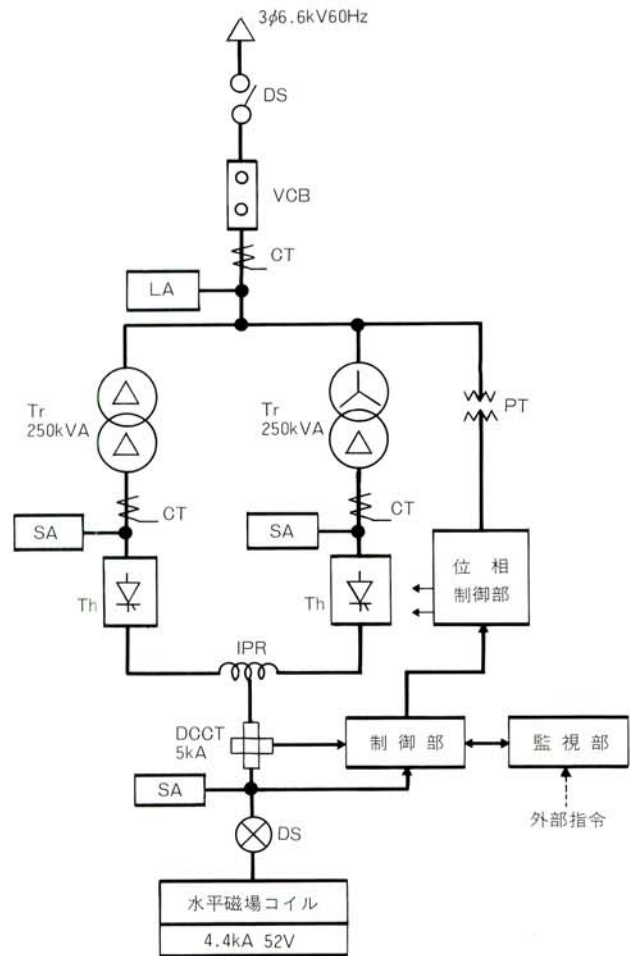 3φ6.6kV60Hz
DS
VCB
CT
LA
Tr
250kVA
Tr
250kVA
PT
CT
CT
SA
SA
Th
Th
位相
制御部
IPR
DCCT
5kA
制御部
監視部
SA
外部指令
DS
水平磁場コイル
4.4kA 52V